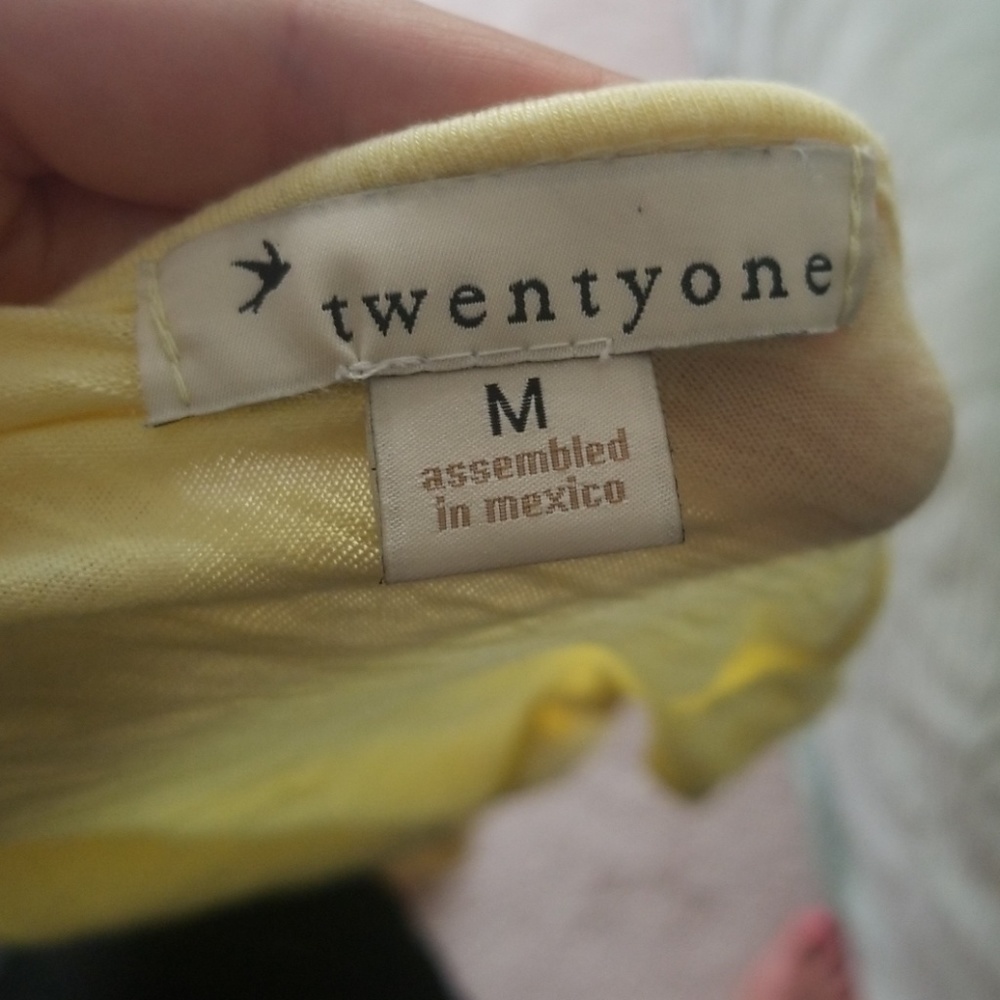 twentyone
M
assembled
in mexico